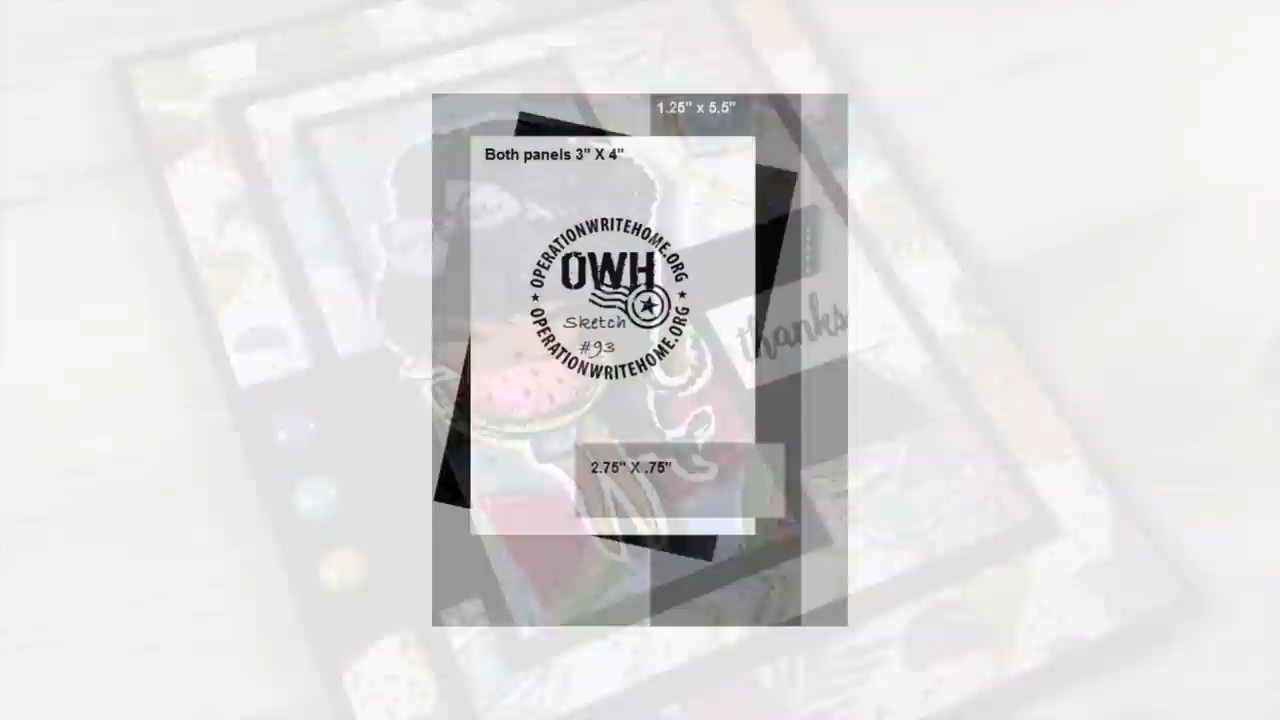 1.25" x 5.5"
Both panels 3" X 4"
OPERATIONWRITEHOME.ORG
OWH
Sketch
#93
OPERATIONWRITEHOME.ORG
thanks
2.75" X .75"